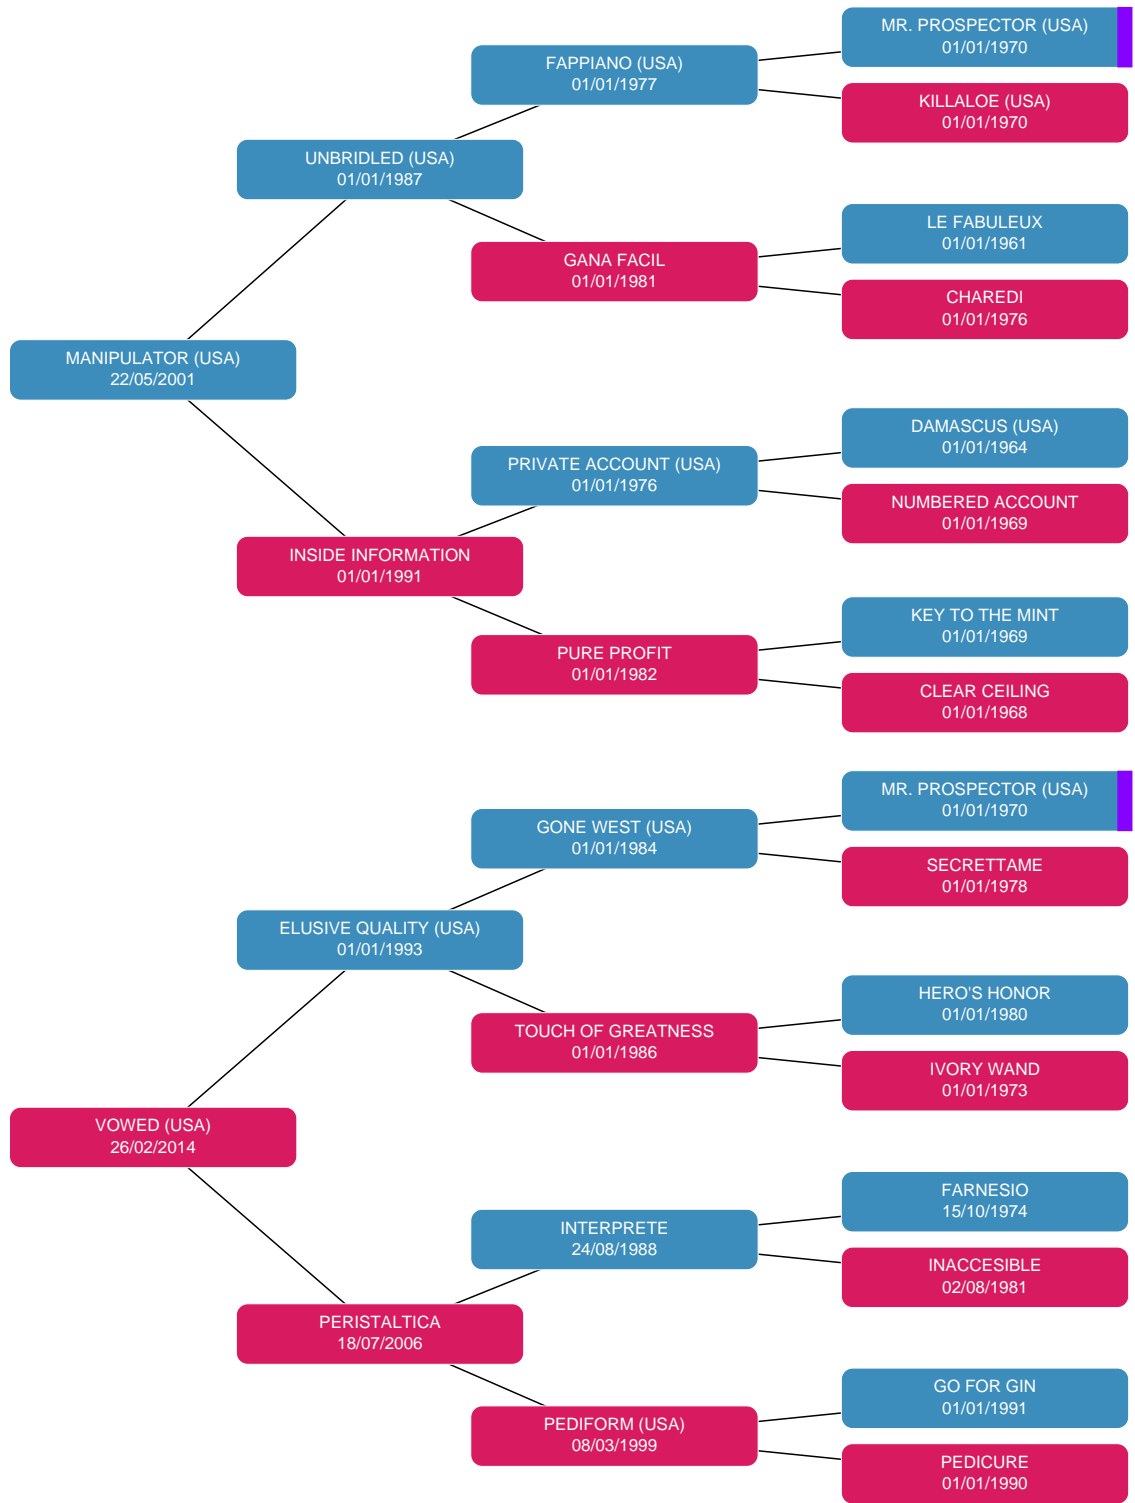 MR. PROSPECTOR (USA)
01/01/1970
FAPPIANO (USA)
01/01/1977
KILLALOE (USA)
01/01/1970
UNBRIDLED (USA)
01/01/1987
LE FABULEUX
01/01/1961
GANA FACIL
01/01/1981
CHAREDI
01/01/1976
MANIPULATOR (USA)
22/05/2001
DAMASCUS (USA)
01/01/1964
PRIVATE ACCOUNT (USA)
01/01/1976
NUMBERED ACCOUNT
01/01/1969
INSIDE INFORMATION
01/01/1991
KEY TO THE MINT
01/01/1969
PURE PROFIT
01/01/1982
CLEAR CEILING
01/01/1968
MR. PROSPECTOR (USA)
01/01/1970
GONE WEST (USA)
01/01/1984
SECRETTAME
01/01/1978
ELUSIVE QUALITY (USA)
01/01/1993
HERO'S HONOR
01/01/1980
TOUCH OF GREATNESS
01/01/1986
IVORY WAND
01/01/1973
VOWED (USA)
26/02/2014
FARNESIO
15/10/1974
INTERPRETE
24/08/1988
INACCESIBLE
02/08/1981
PERISTALTICA
18/07/2006
GO FOR GIN
01/01/1991
PEDIFORM (USA)
08/03/1999
PEDICURE
01/01/1990